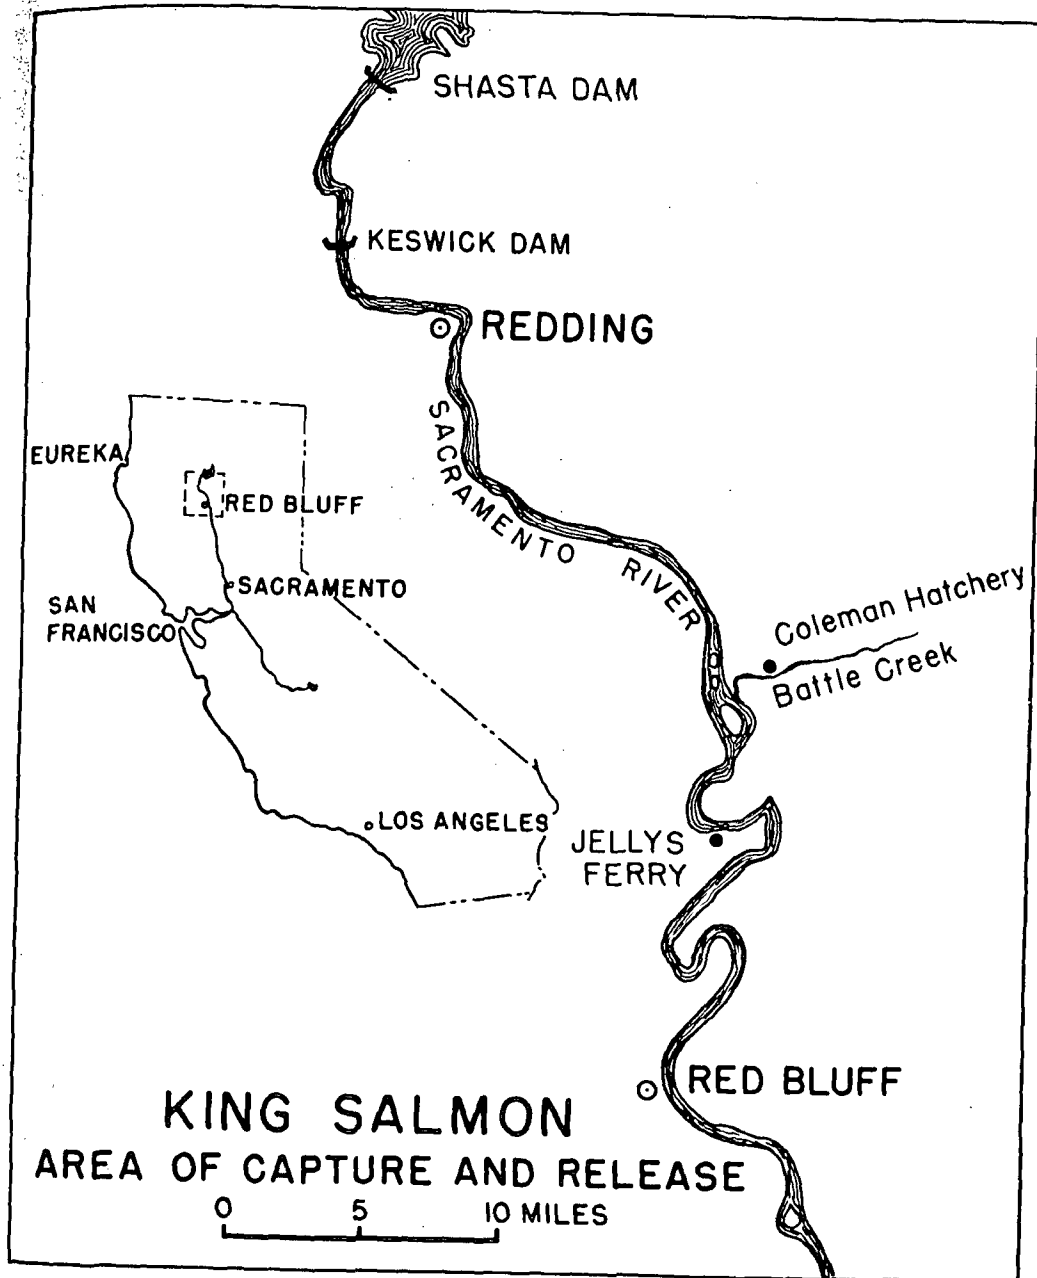 SHASTA DAM
KESWICK DAM
REDDING
SACRAMENTO RIVER
EUREKA
RED BLUFF
SACRAMENTO
SAN
FRANCISCO
LOS ANGELES
Coleman Hatchery
Battle Creek
JELLYS
FERRY
RED BLUFF
KING SALMON
AREA OF CAPTURE AND RELEASE
0 5 10 MILES